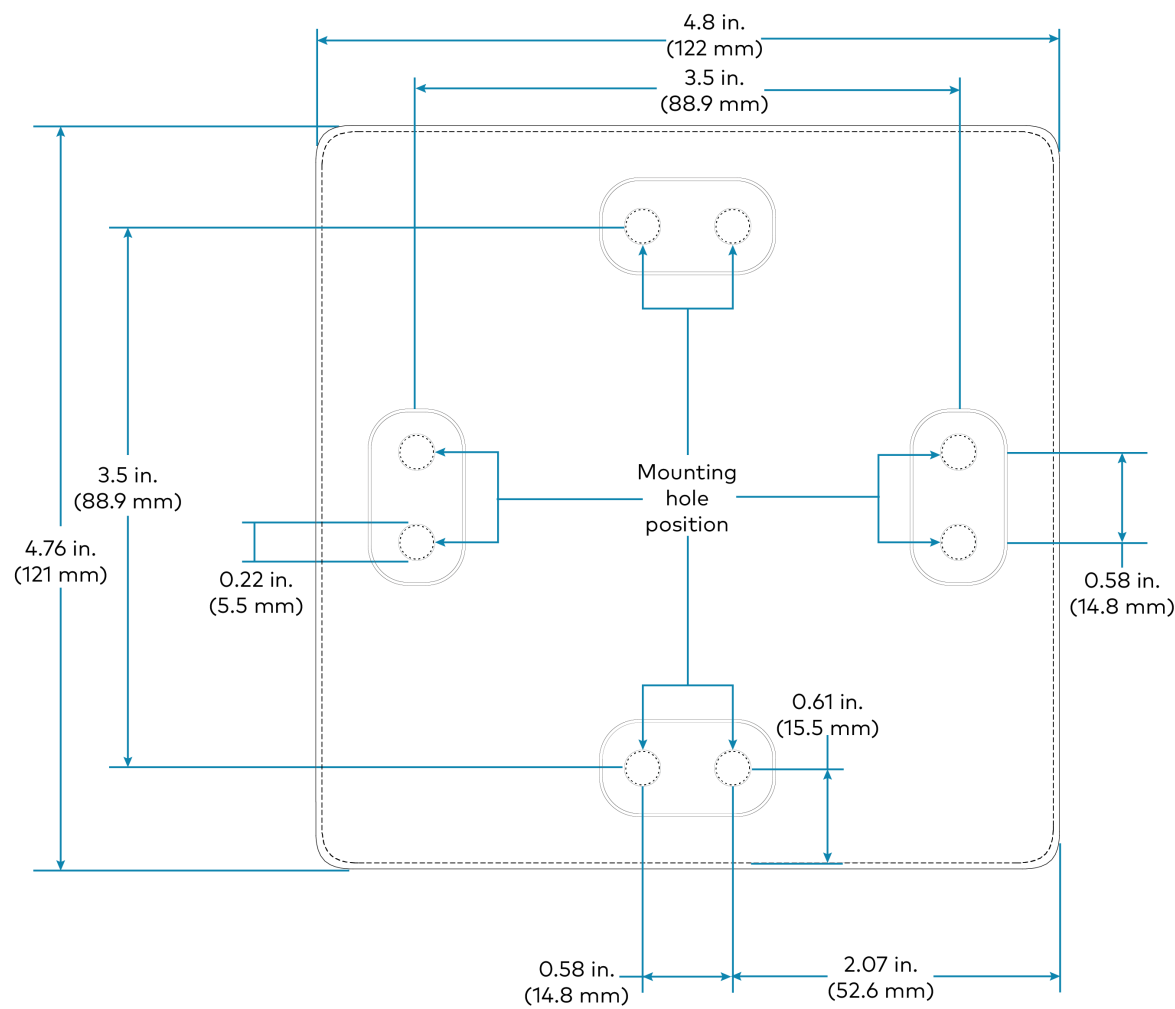 4.8 in.
(122 mm)
3.5 in.
(88.9 mm)
3.5 in.
(88.9 mm)
Mounting
hole
position
4.76 in.
(121 mm)
0.22 in.
(5.5 mm)
0.58 in.
(14.8 mm)
0.61 in.
(15.5 mm)
0.58 in.
(14.8 mm)
2.07 in.
(52.6 mm)